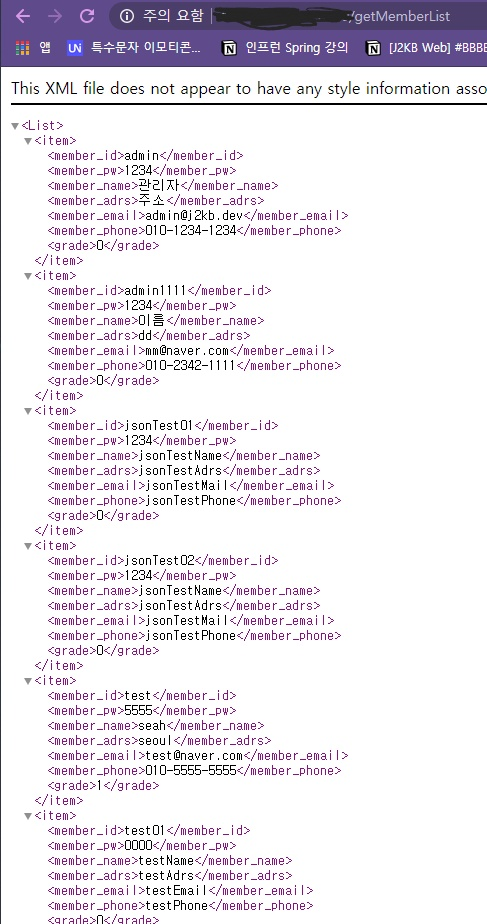 주의 요함 /getMemberList
앱 UN 특수문자 이모티콘... N 인프런 Spring 강의 N [J2KB Web] #BBBE
This XML file does not appear to have any style information asso
<List>
<item>
<member_id>admin</member_id>
<member_pw>1234</member_pw>
<member_name>관리자</member_name>
<member_adrs>주소</member_adrs>
<member_email>admin@j2kb.dev</member_email>
<member_phone>010-1234-1234</member_phone>
<grade>0</grade>
</item>
<item>
<member_id>admin1111</member_id>
<member_pw>1234</member_pw>
<member_name>이름</member_name>
<member_adrs>dd</member_adrs>
<member_email>mm@naver.com</member_email>
<member_phone>010-2342-1111</member_phone>
<grade>0</grade>
</item>
<item>
<member_id>jsonTest01</member_id>
<member_pw>1234</member_pw>
<member_name>jsonTestName</member_name>
<member_adrs>jsonTestAdrs</member_adrs>
<member_email>jsonTestMail</member_email>
<member_phone>jsonTestPhone</member_phone>
<grade>0</grade>
</item>
<item>
<member_id>jsonTest02</member_id>
<member_pw>1234</member_pw>
<member_name>jsonTestName</member_name>
<member_adrs>jsonTestAdrs</member_adrs>
<member_email>jsonTestMail</member_email>
<member_phone>jsonTestPhone</member_phone>
<grade>0</grade>
</item>
<item>
<member_id>test</member_id>
<member_pw>5555</member_pw>
<member_name>seah</member_name>
<member_adrs>seoul</member_adrs>
<member_email>test@naver.com</member_email>
<member_phone>010-5555-5555</member_phone>
<grade>1</grade>
</item>
<item>
<member_id>test01</member_id>
<member_pw>0000</member_pw>
<member_name>testName</member_name>
<member_adrs>testAdrs</member_adrs>
<member_email>testEmail</member_email>
<member_phone>testPhone</member_phone>
<grade>0</grade>